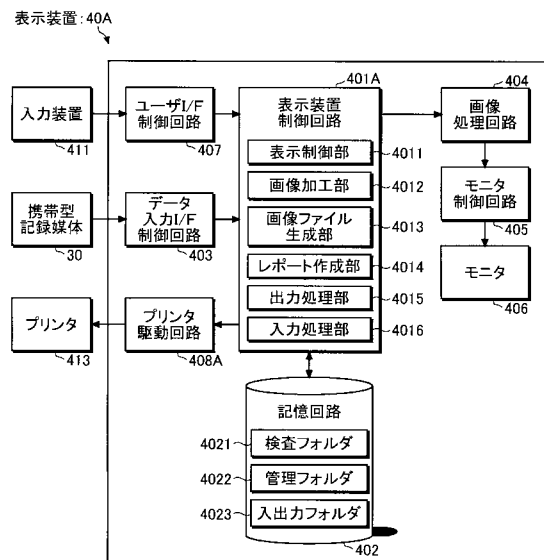 表示装置:40A
入力装置
411
ユーザI/F
制御回路
407
表示装置
制御回路
401A
404
画像
処理回路
表示制御部
4011
画像加工部
4012
画像ファイル
生成部
4013
レポート作成部
4014
出力処理部
4015
入力処理部
4016
携帯型
記録媒体
30
データ
入力I/F
制御回路
403
モニタ
制御回路
405
モニタ
406
プリンタ
413
プリンタ
駆動回路
408A
記憶回路
4021
検査フォルダ
4022
管理フォルダ
4023
入出力フォルダ
402